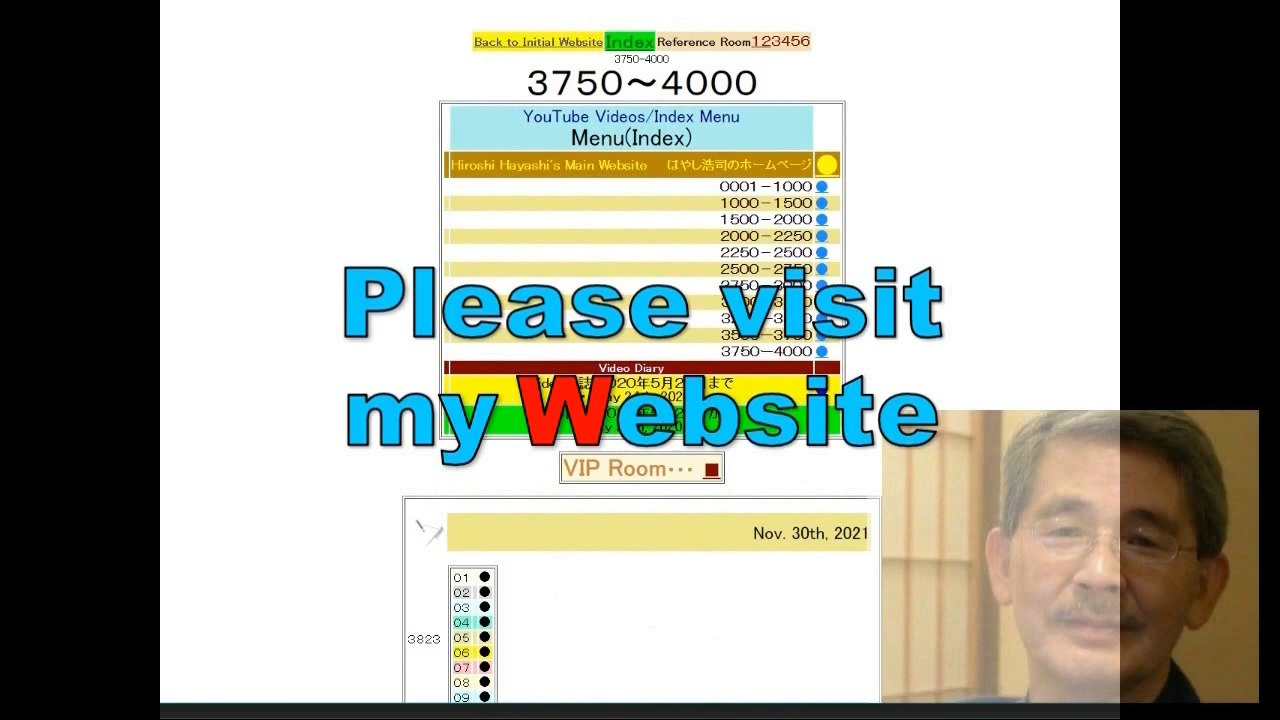 Back to Initial Website Index Reference Room123456
3750-4000
3750～4000
YouTube Videos/Index Menu
Menu(Index)
Hiroshi Hayashi's Main Website はやし浩司のホームページ
0001－1000
1000－1500
1500－2000
2000－2250
2250－2500
2500－2750
3750～4000
Video Diary
Please visit
my Website
VIP Room…
Nov. 30th, 2021
3823
01
02
03
04
05
06
07
08
09